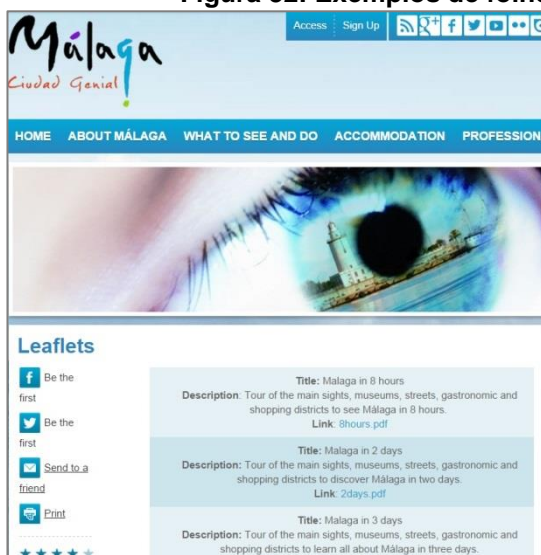 Málaga
Ciudad Genial
Access Sign Up
HOME ABOUT MÁLAGA WHAT TO SEE AND DO ACCOMMODATION PROFESSION
Leaflets
Be the
first
Be the
first
Send to a
friend
Print
Title: Malaga in 8 hours
Description: Tour of the main sights, museums, streets, gastronomic and
shopping districts to see Málaga in 8 hours.
Link: 8hours.pdf
Title: Malaga in 2 days
Description: Tour of the main sights, museums, streets, gastronomic and
shopping districts to discover Málaga in two days.
Link: 2days.pdf
Title: Malaga in 3 days
Description: Tour of the main sights, museums, streets, gastronomic and
shopping districts to learn all about Málaga in three days.